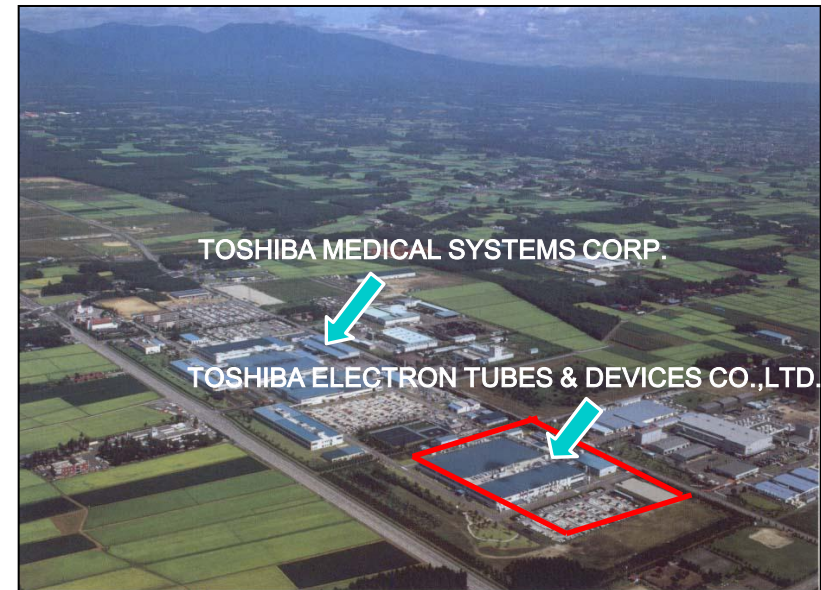 TOSHIBA MEDICAL SYSTEMS CORP.
TOSHIBA ELECTRON TUBES & DEVICES CO.,LTD.